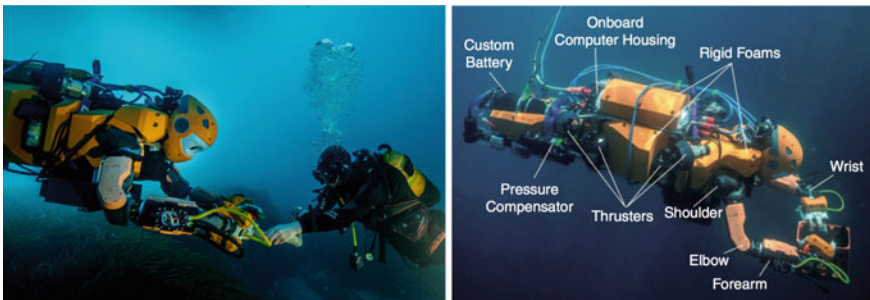 Onboard
Computer Housing
Custom
Battery
Rigid Foams
Wrist
Pressure
Compensator
Thrusters
Shoulder
Elbow
Forearm